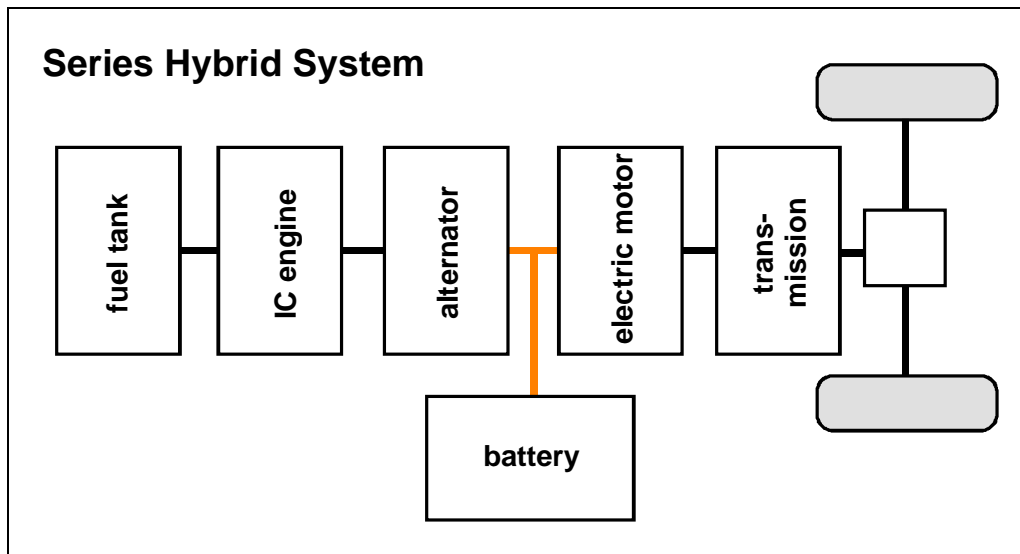 Series Hybrid System
fuel tank
IC engine
alternator
electric motor
trans-
mission
battery